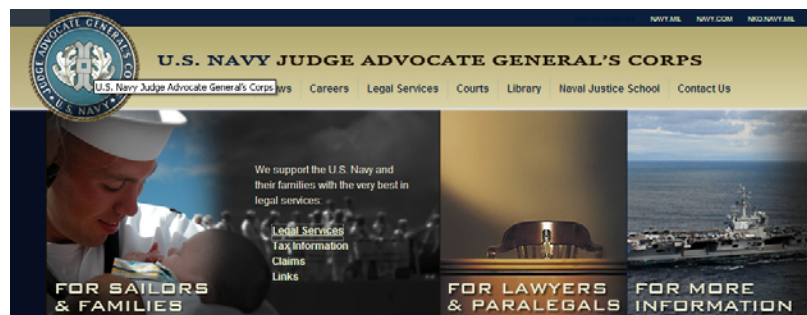 NAVY.MIL NAVY.COM NKO.NAVY.MIL
JUDGE ADVOCATE GENERAL'S CORPS
U.S. NAVY
U.S. NAVY JUDGE ADVOCATE GENERAL'S CORPS
U.S. Navy Judge Advocate General's Corps
Careers Legal Services Courts Library Naval Justice School Contact Us
We support the U.S. Navy and
their families with the very best in
legal services:
Legal Services
Tax Information
Claims
Links
FOR SAILORS
& FAMILIES
FOR LAWYERS
& PARALEGALS
FOR MORE
INFORMATION